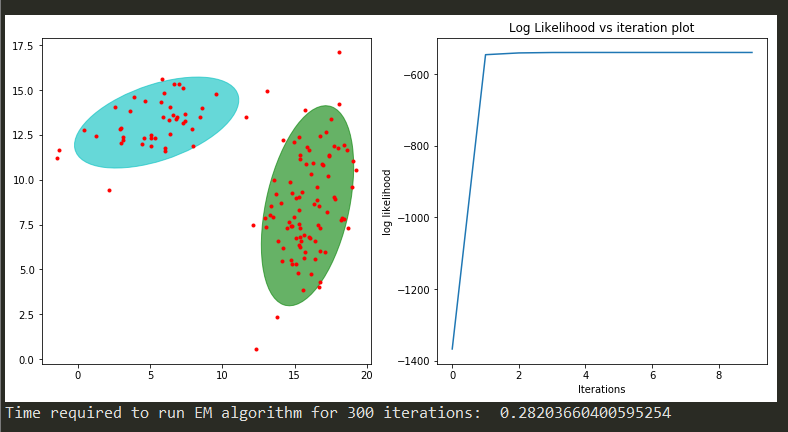 Log Likelihood vs iteration plot
17.5
15.0
12.5
10.0
7.5
5.0
2.5
0.0
0 5 10 15 20
log likelihood
−600
−800
−1000
−1200
−1400
0 2 4 6 8
Iterations
Time required to run EM algorithm for 300 iterations:  0.28203660400595254